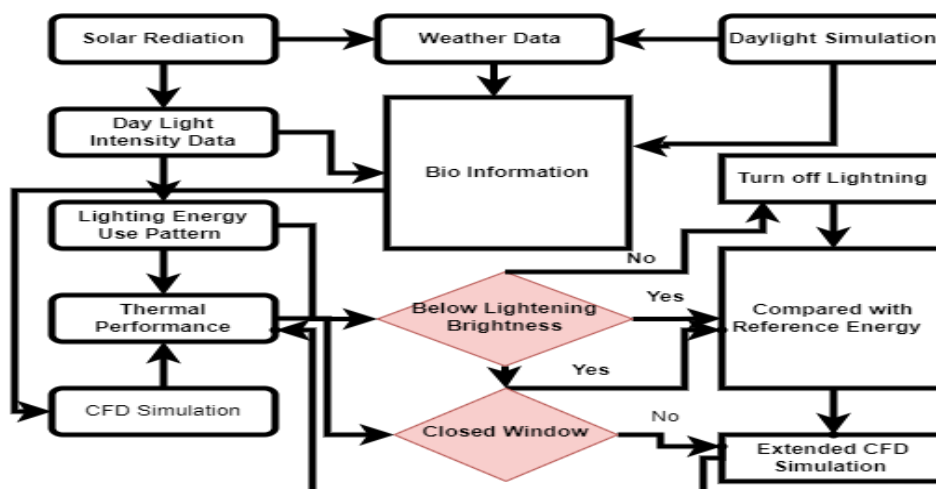 Solar Rediation
Weather Data
Daylight Simulation
Day Light
Intensity Data
Bio Information
Turn off Lightning
Lighting Energy
Use Pattern
No
Below Lightening
Brightness
Yes
Compared with
Reference Energy
Thermal
Performance
Yes
CFD Simulation
Closed Window
No
Extended CFD
Simulation